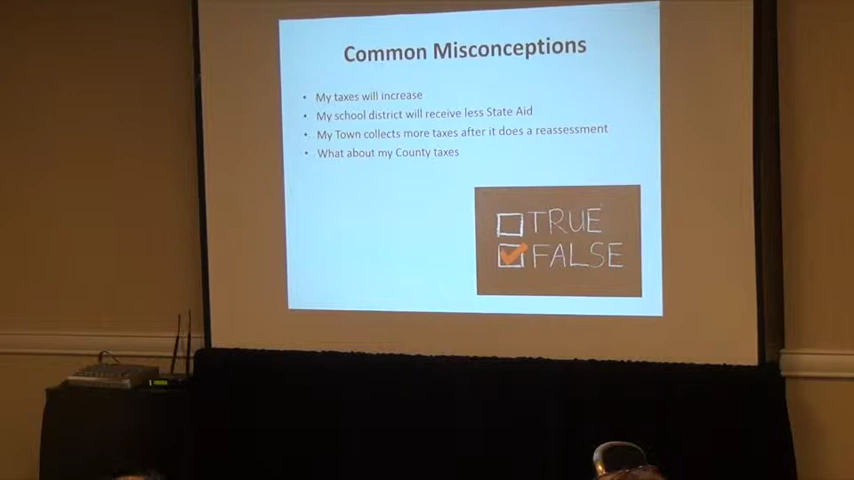 Common Misconceptions
• My taxes will increase
• My school district will receive less State Aid
• My Town collects more taxes after it does a reassessment
• What about my County taxes
TRUE
FALSE